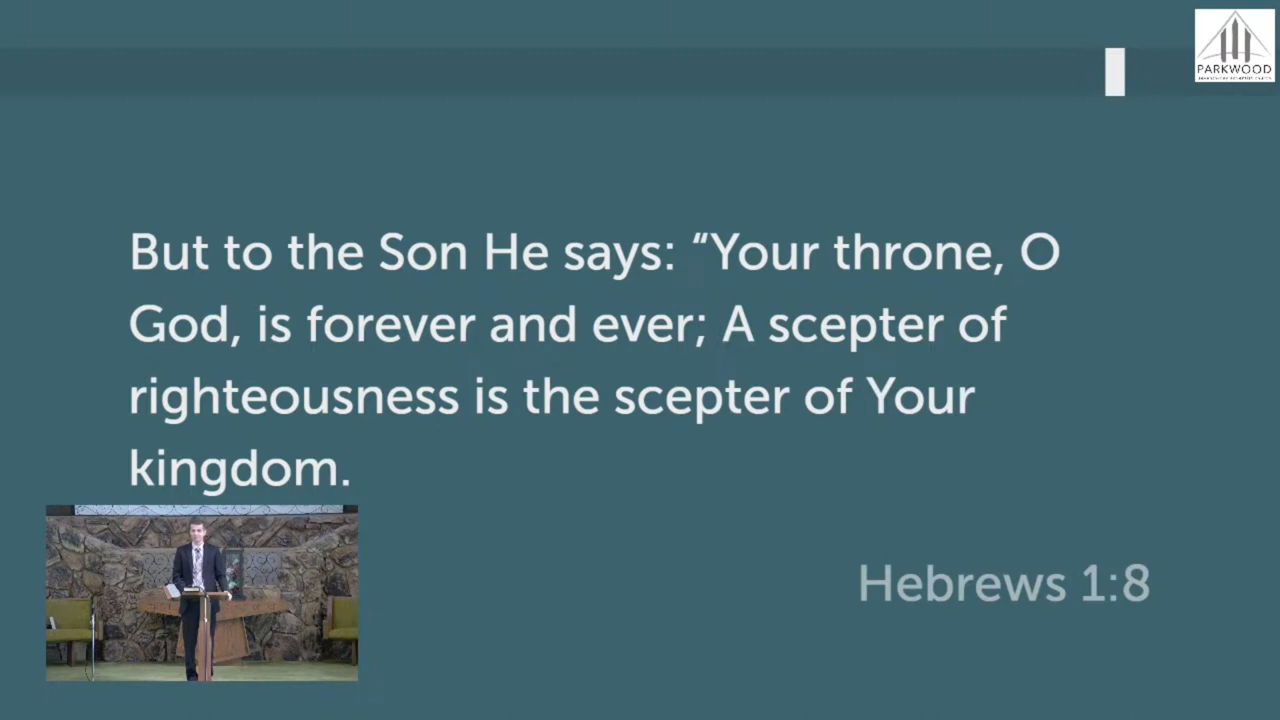 PARKWOOD
But to the Son He says: “Your throne, O
God, is forever and ever; A scepter of
righteousness is the scepter of Your
kingdom.
Hebrews 1:8